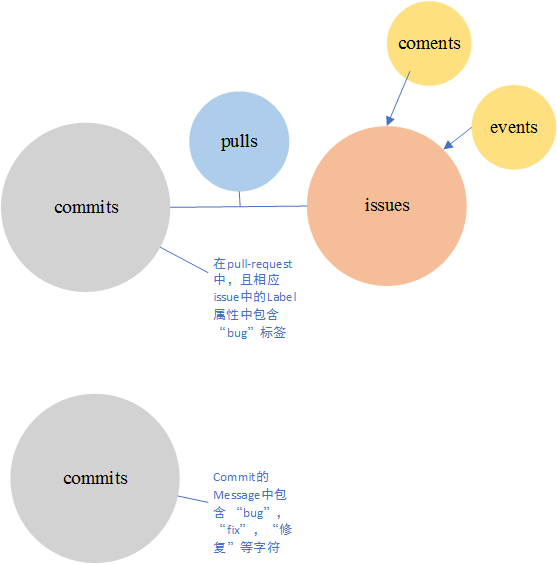 coments
events
pulls
commits
issues
在pull-request
中，且相应
issue中的Label
属性中包含
“bug”标签
commits
Commit的
Message中包
含 “bug”，
“fix”，“修
复”等字符